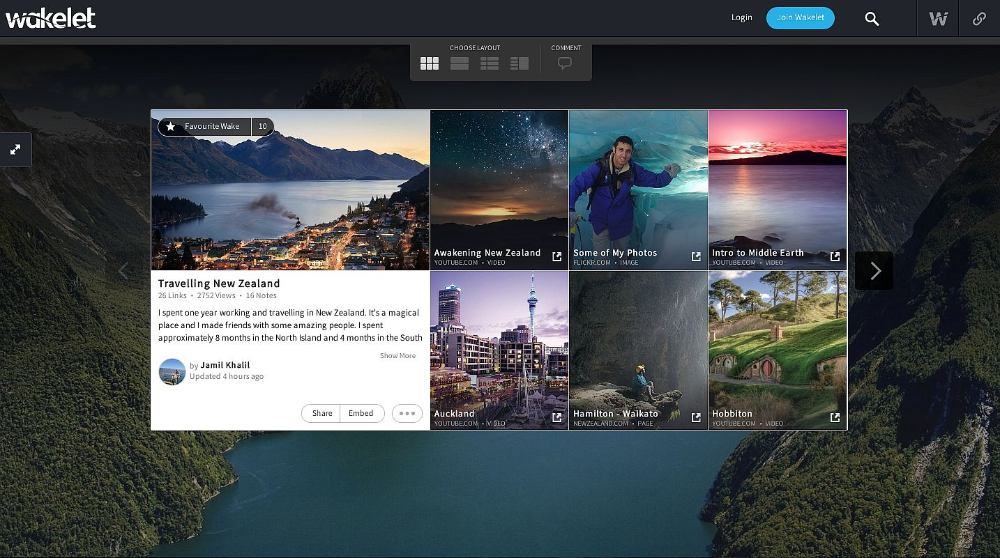 wakelet
Login
Join Wakelet
W
CHOOSE LAYOUT
COMMENT
Favourite Wake
10
Travelling New Zealand
26 Links • 2752 Views • 16 Notes
I spent one year working and travelling in New Zealand. It's a magical
place and I made friends with some amazing people. I spent
approximately 8 months in the North Island and 4 months in the South
Show More
by Jamil Khalil
Updated 4 hours ago
Share
Embed
Awakening New Zealand
YOUTUBE.COM • VIDEO
Some of My Photos
FLICKR.COM • IMAGE
Intro to Middle Earth
YOUTUBE.COM • VIDEO
Auckland
YOUTUBE.COM • VIDEO
Hamilton - Waikato
NEWZEALAND.COM • PAGE
Hobbiton
YOUTUBE.COM • VIDEO